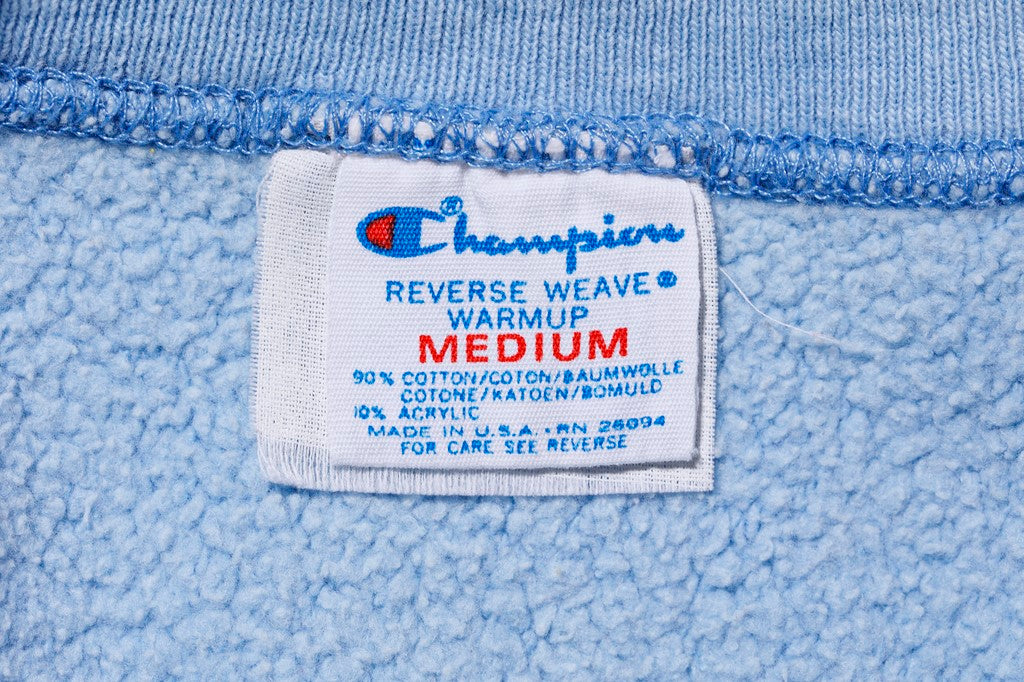 Champion®
REVERSE WEAVE®
WARMUP
MEDIUM
90% COTTON/COTON/BAUMWOLLE
COTONE/KATOEN/BOMULD
10% ACRYLIC
MADE IN U.S.A. • RN 26094
FOR CARE SEE REVERSE